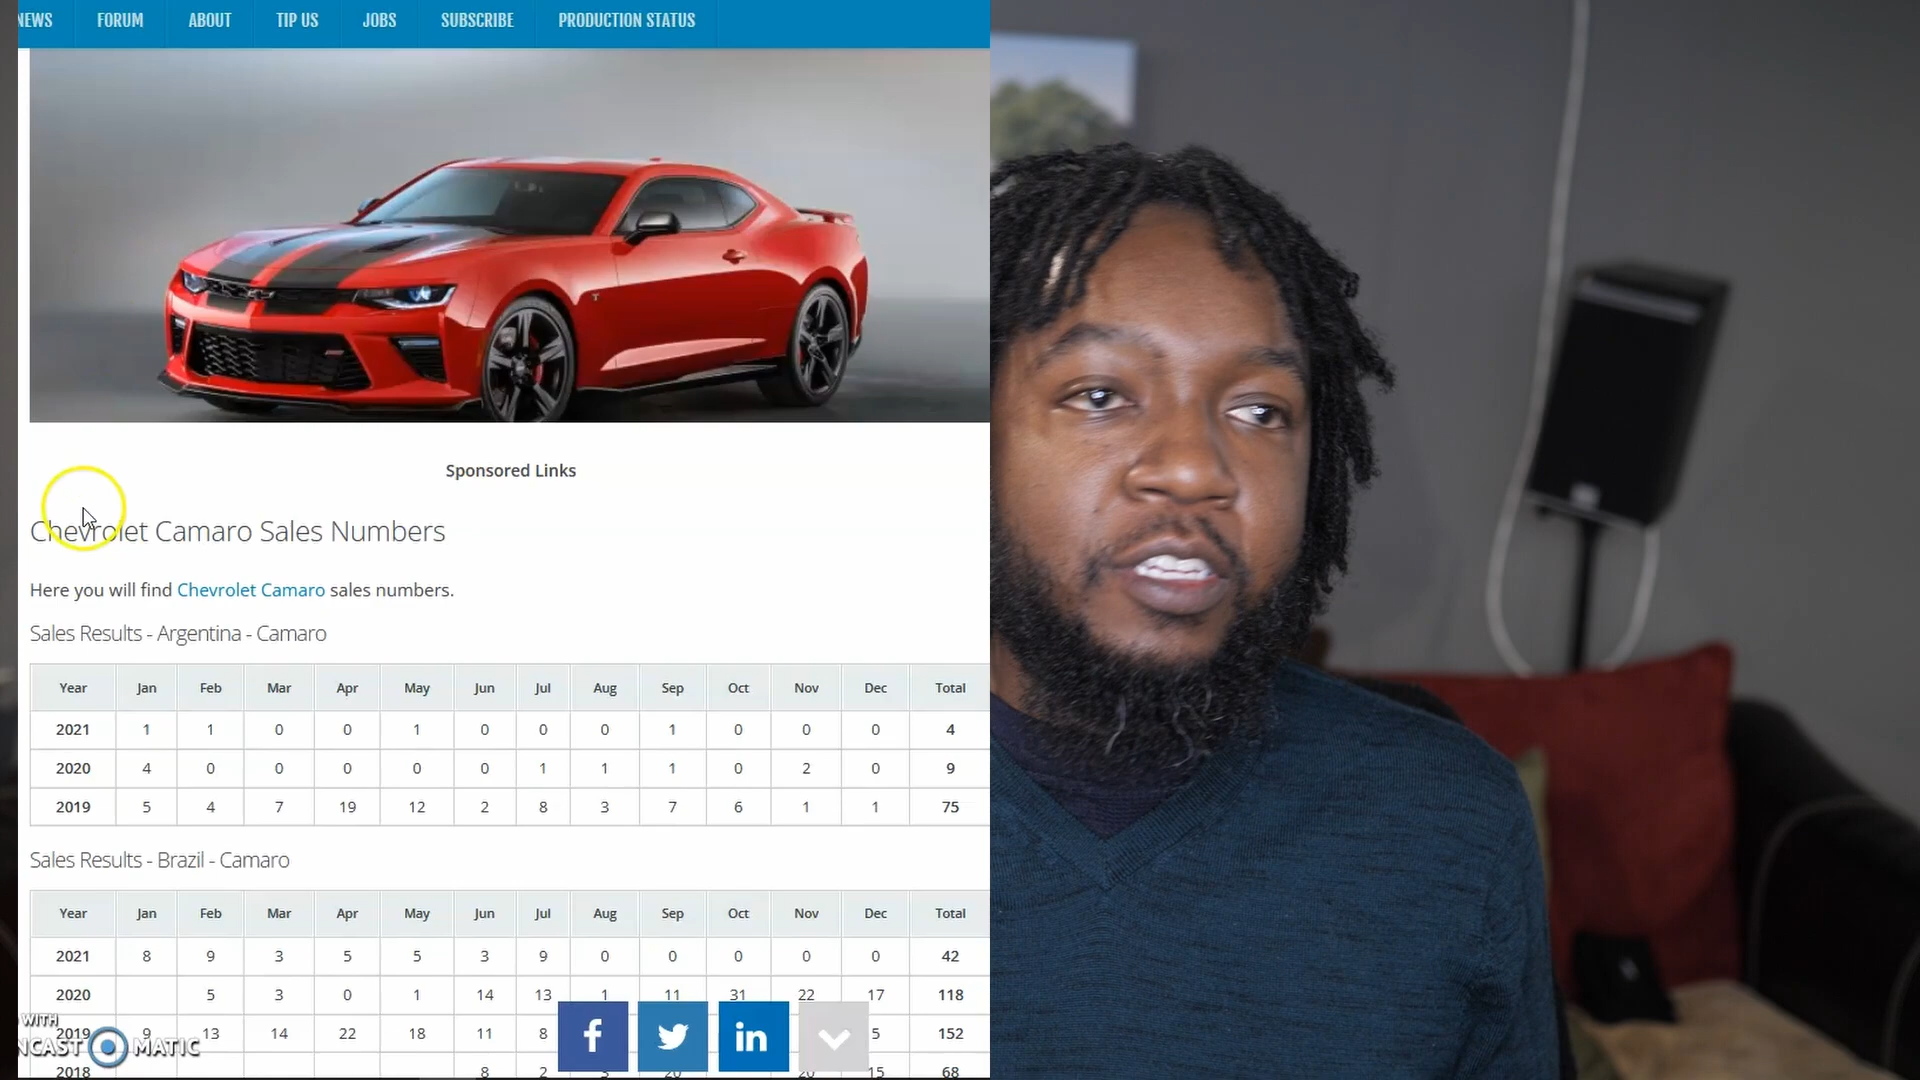 NEWS FORUM ABOUT TIP US JOBS SUBSCRIBE PRODUCTION STATUS
Sponsored Links
Chevrolet Camaro Sales Numbers
Here you will find Chevrolet Camaro sales numbers.
Sales Results - Argentina - Camaro
Year Jan Feb Mar Apr May Jun Jul Aug Sep Oct Nov Dec Total
2021 1 1 0 0 1 0 0 0 1 0 0 0 4
2020 4 0 0 0 0 0 1 1 1 0 2 0 9
2019 5 4 7 19 12 2 8 3 7 6 1 1 75
Sales Results - Brazil - Camaro
Year Jan Feb Mar Apr May Jun Jul Aug Sep Oct Nov Dec Total
2021 8 9 3 5 5 3 9 0 0 0 0 0 42
2020 5 3 0 1 14 13 1 11 31 22 17 118
WITH
2019 9 13 14 22 18 11 8 5 152
NCAST MATIC
2018 8 2 3 20 20 15 68